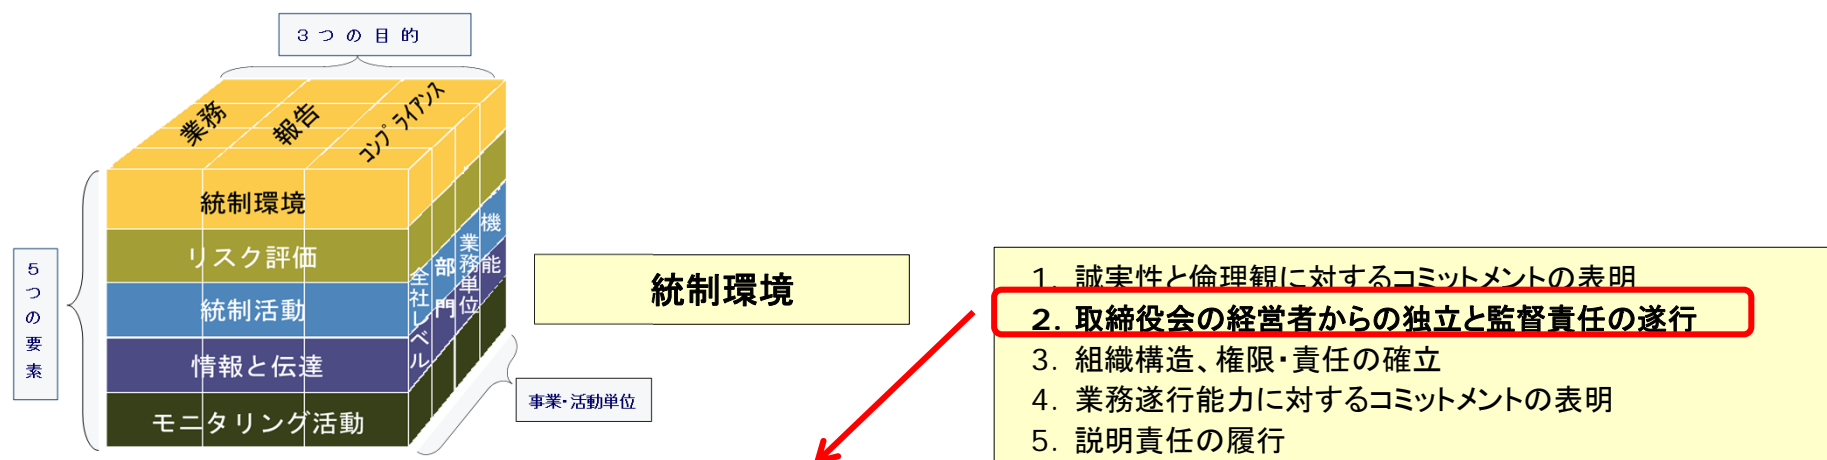 3つの目的
業務
報告
コンプライアンス
5つの要素
統制環境
リスク評価
統制活動
情報と伝達
モニタリング活動
全社レベル
部門
業務単位
機能
事業・活動単位
統制環境
1. 誠実性と倫理観に対するコミットメントの表明
2. 取締役会の経営者からの独立と監督責任の遂行
3. 組織構造、権限・責任の確立
4. 業務遂行能力に対するコミットメントの表明
5. 説明責任の履行